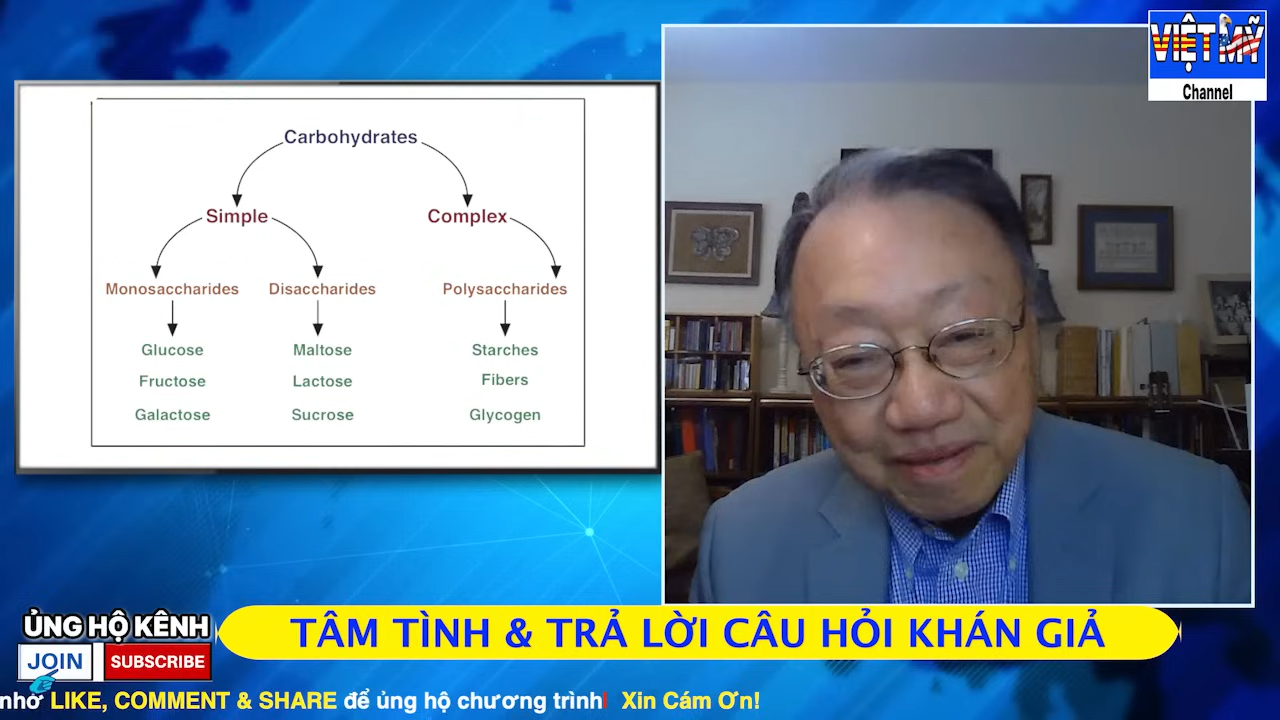 VIỆT MỸ
Channel
Carbohydrates
Simple
Complex
Monosaccharides
Disaccharides
Polysaccharides
Glucose
Maltose
Starches
Fructose
Lactose
Fibers
Galactose
Sucrose
Glycogen
ỦNG HỘ KÊNH
JOIN
SUBSCRIBE
TÂM TÌNH & TRẢ LỜI CÂU HỎI KHÁN GIẢ
nhớ LIKE, COMMENT & SHARE để ủng hộ chương trình! Xin Cám Ơn!